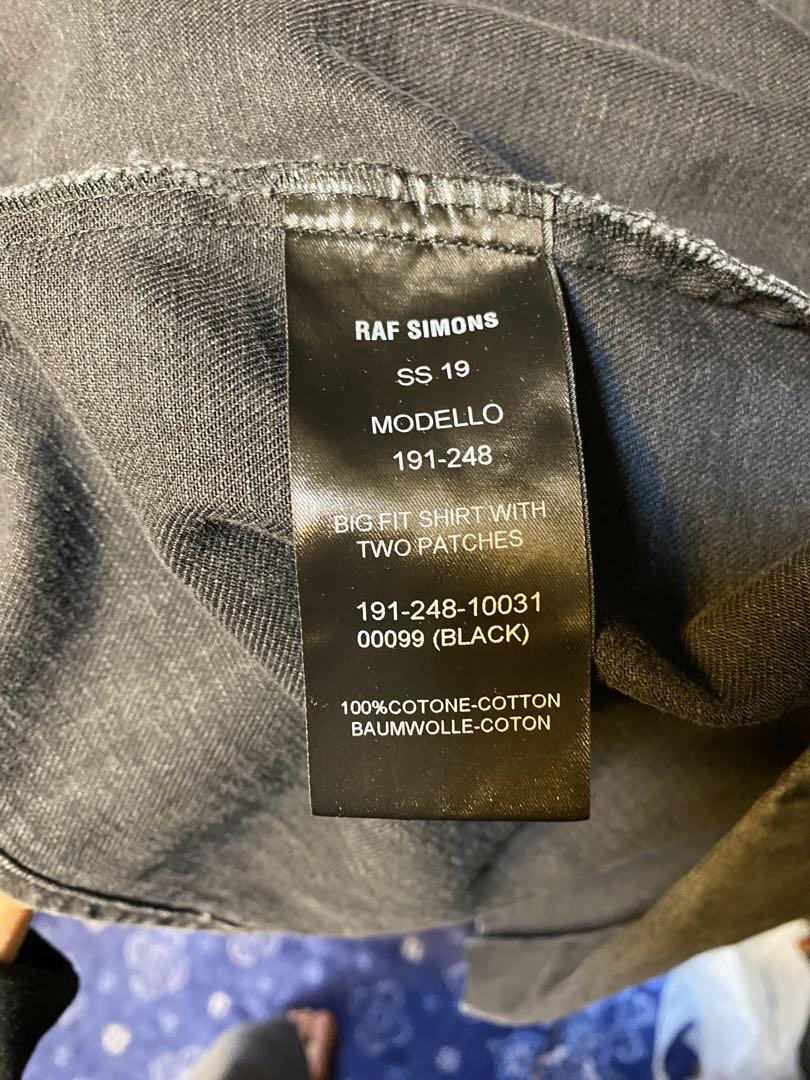 RAF SIMONS
SS 19
MODELLO
191-248
BIG FIT SHIRT WITH
TWO PATCHES
191-248-10031
00099 (BLACK)
100%COTONE-COTTON
BAUMWOLLE-COTON